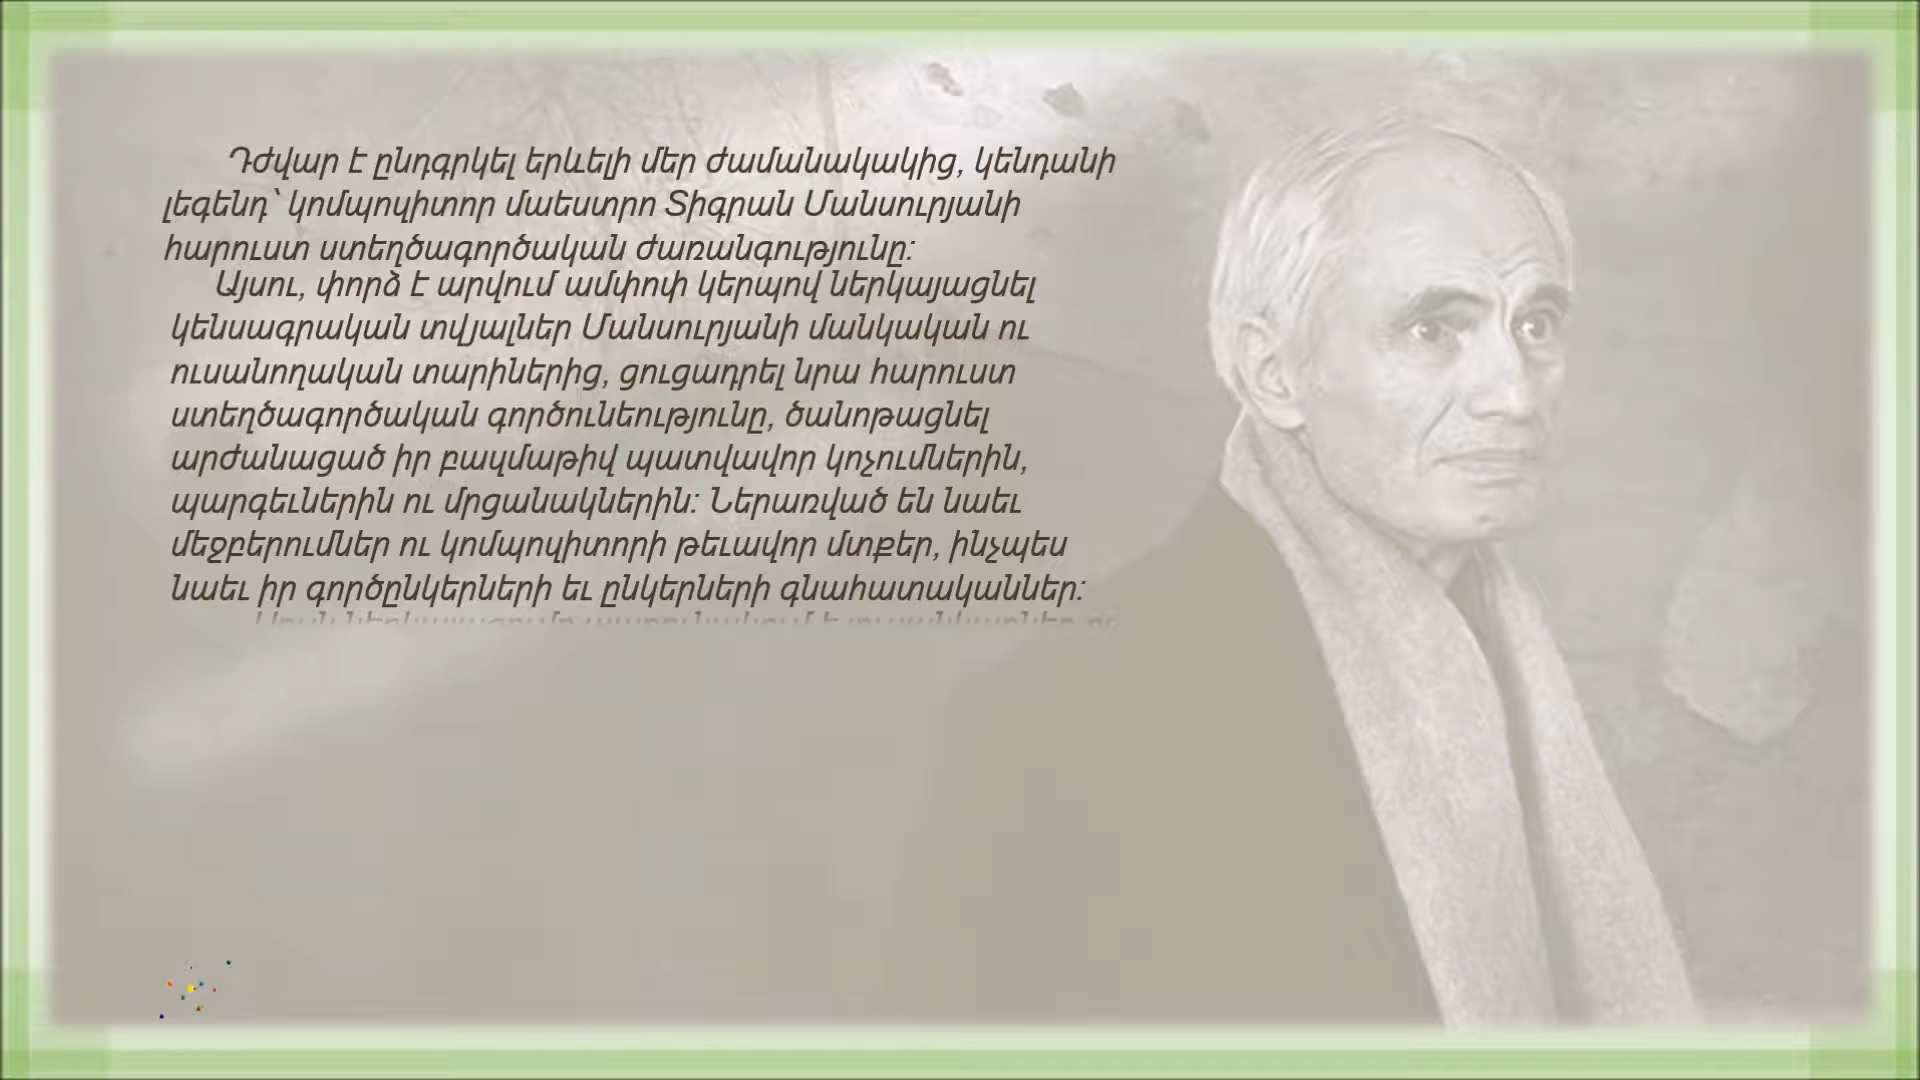 Դժվար է ընդգրկել երևելի մեր ժամանակակից, կենդանի
լեգենդ՝ կոմպոզիտոր մաեստրո Տիգրան Մանսուրյանի
հարուստ ստեղծագործական ժառանգությունը:
Այսու, փորձ է արվում ամփոփ կերպով ներկայացնել
կենսագրական տվյալներ Մանսուրյանի մանկական ու
ուսանողական տարիներից, ցուցադրել նրա հարուստ
ստեղծագործական գործունեությունը, ծանոթացնել
արժանացած իր բազմաթիվ պատվավոր կոչումներին,
պարգեւներին ու մրցանակներին: Ներառված են նաեւ
մեջբերումներ ու կոմպոզիտորի թեւավոր մտքեր, ինչպես
նաեւ իր գործընկերների եւ ընկերների գնահատականներ: